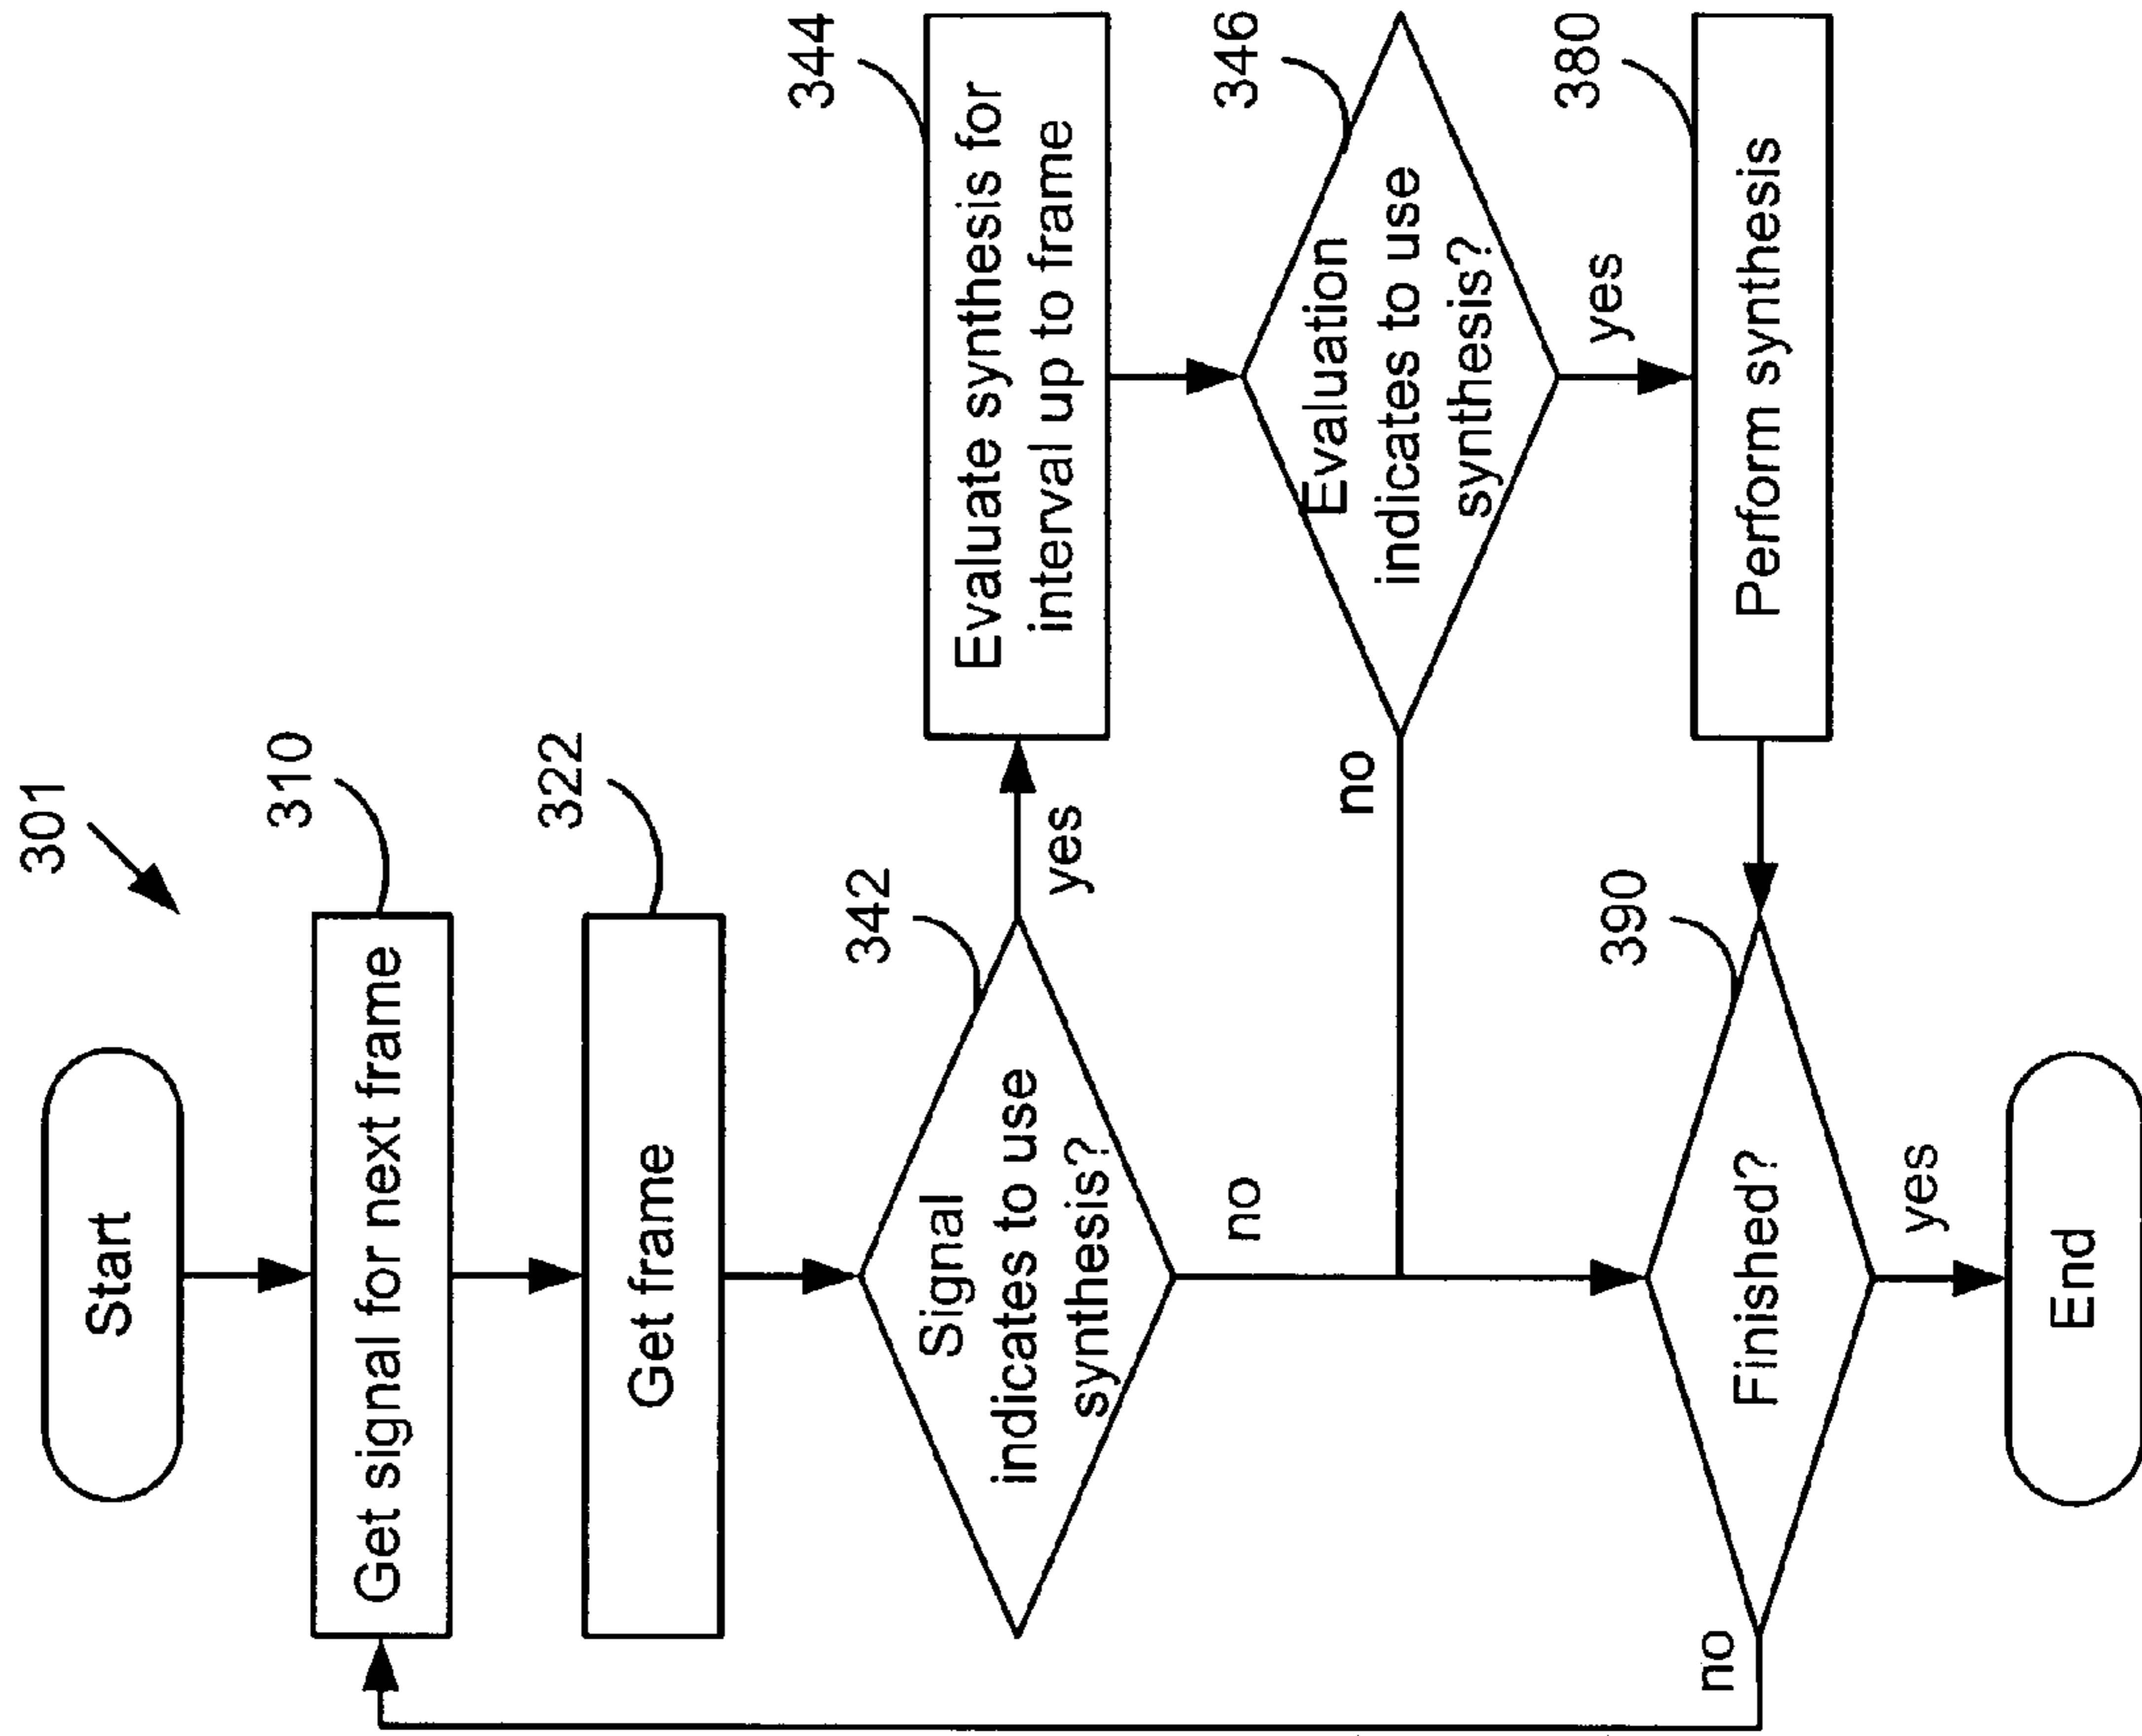 301
Start
Get signal for next frame
310
Get frame
322
Signal
indicates to use
synthesis?
342
yes
no
Evaluate synthesis for
interval up to frame
344
Evaluation
indicates to use
synthesis?
346
no
yes
Perform synthesis
380
Finished?
390
no
yes
End